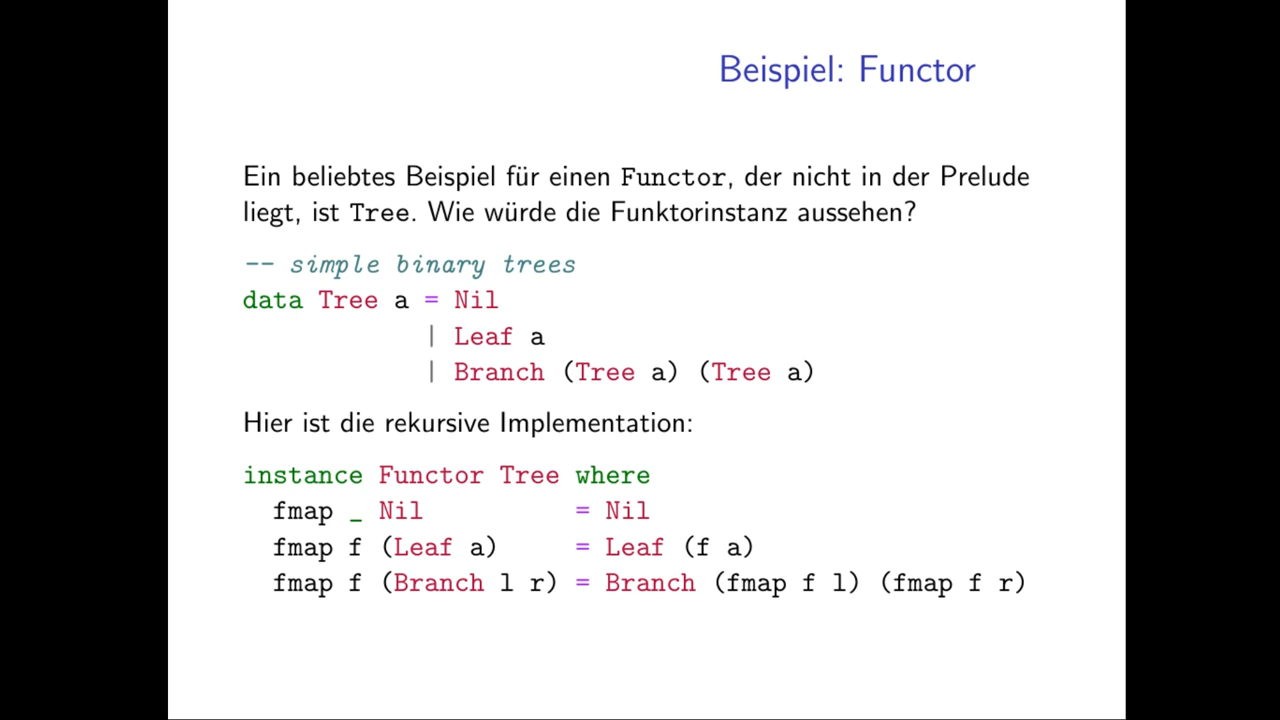 Beispiel: Functor
Ein beliebtes Beispiel für einen Functor, der nicht in der Prelude
liegt, ist Tree. Wie würde die Funktorinstanz aussehen?
-- simple binary trees
data Tree a = Nil
| Leaf a
| Branch (Tree a) (Tree a)
Hier ist die rekursive Implementation:
instance Functor Tree where
fmap _ Nil = Nil
fmap f (Leaf a) = Leaf (f a)
fmap f (Branch l r) = Branch (fmap f l) (fmap f r)